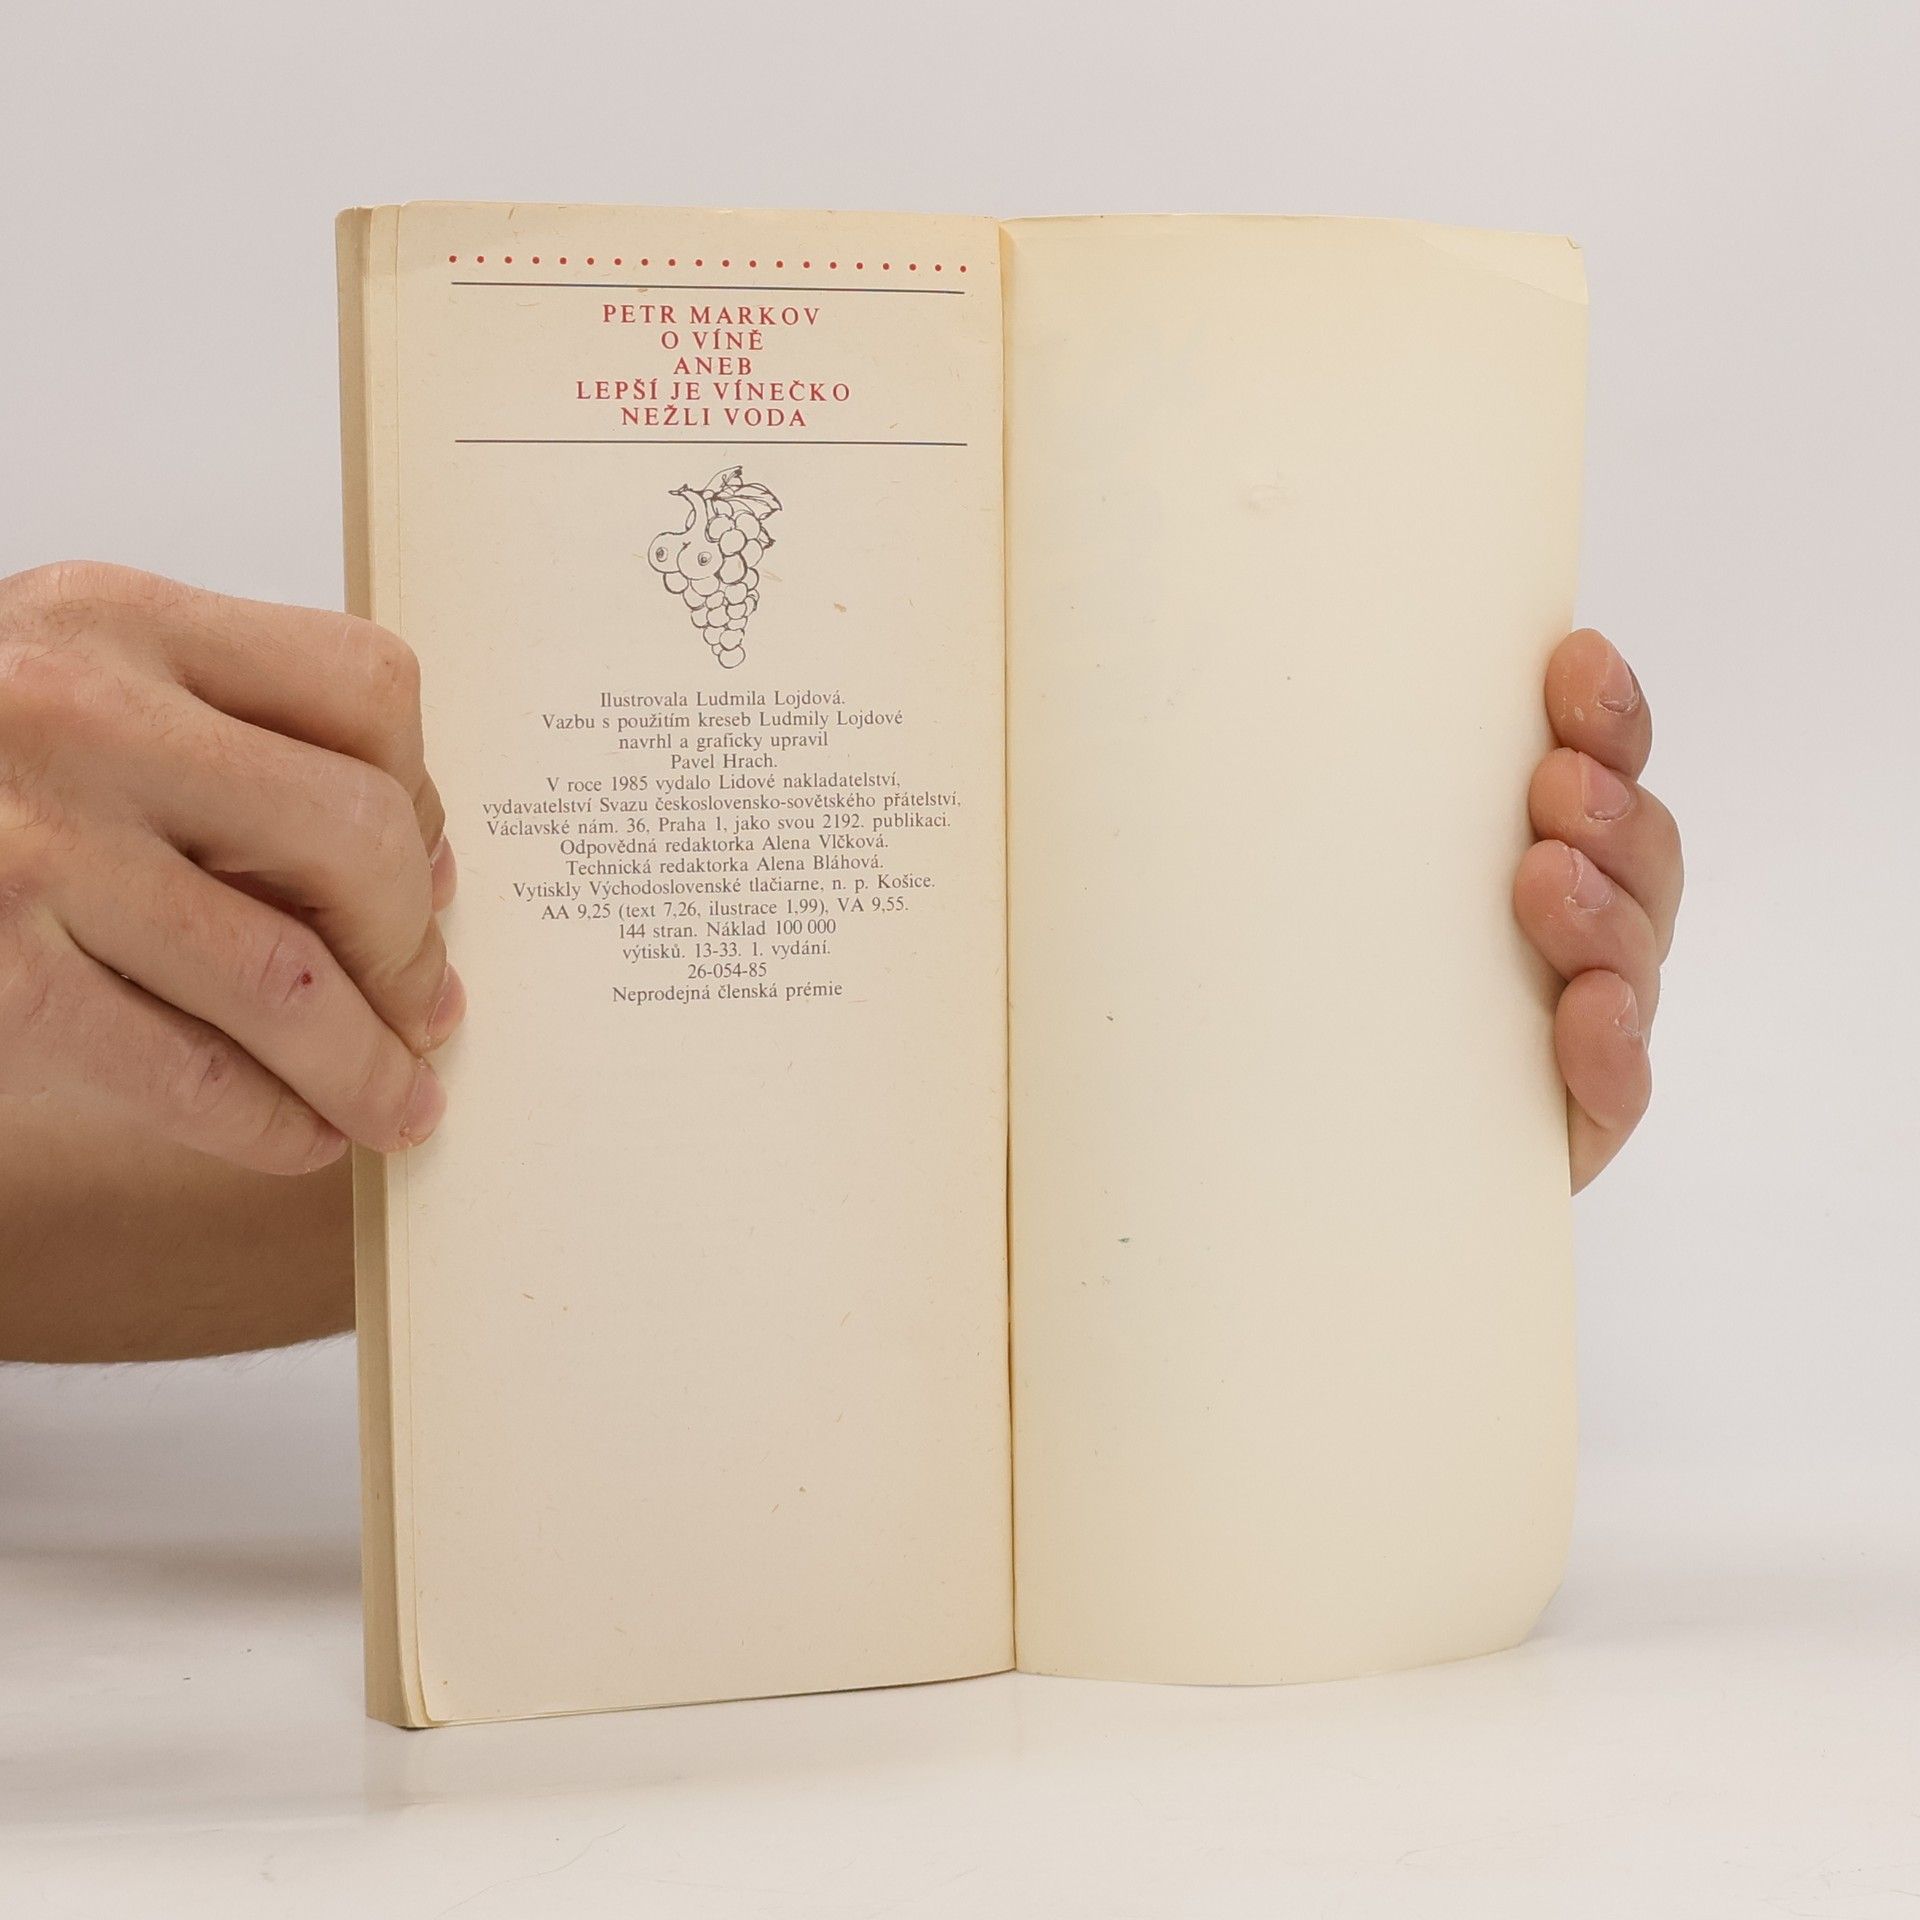 PETR MARKOV
O VÍNĚ
ANEB
LEPŠÍ JE VÍNEČKO
NEŽLI VODA
Ilustrovala Ludmila Lojdová.
Vazbu s použitím kreseb Ludmily Lojdové
navrhl a graficky upravil
Pavel Hrach.
V roce 1985 vydalo Lidové nakladatelství,
vydavatelství Svazu československo-sovětského přátelství,
Václavské nám. 36, Praha 1, jako svou 2192. publikaci.
Odpovědná redaktorka Alena Vlčková.
Technická redaktorka Alena Bláhová.
Vytiskly Východoslovenské tlačiarne, n. p. Košice.
AA 9,25 (text 7,26, ilustrace 1,99), VA 9,55.
144 stran. Náklad 100 000
výtisků. 13-33. 1. vydání.
26-054-85
Neprodejná členská prémie